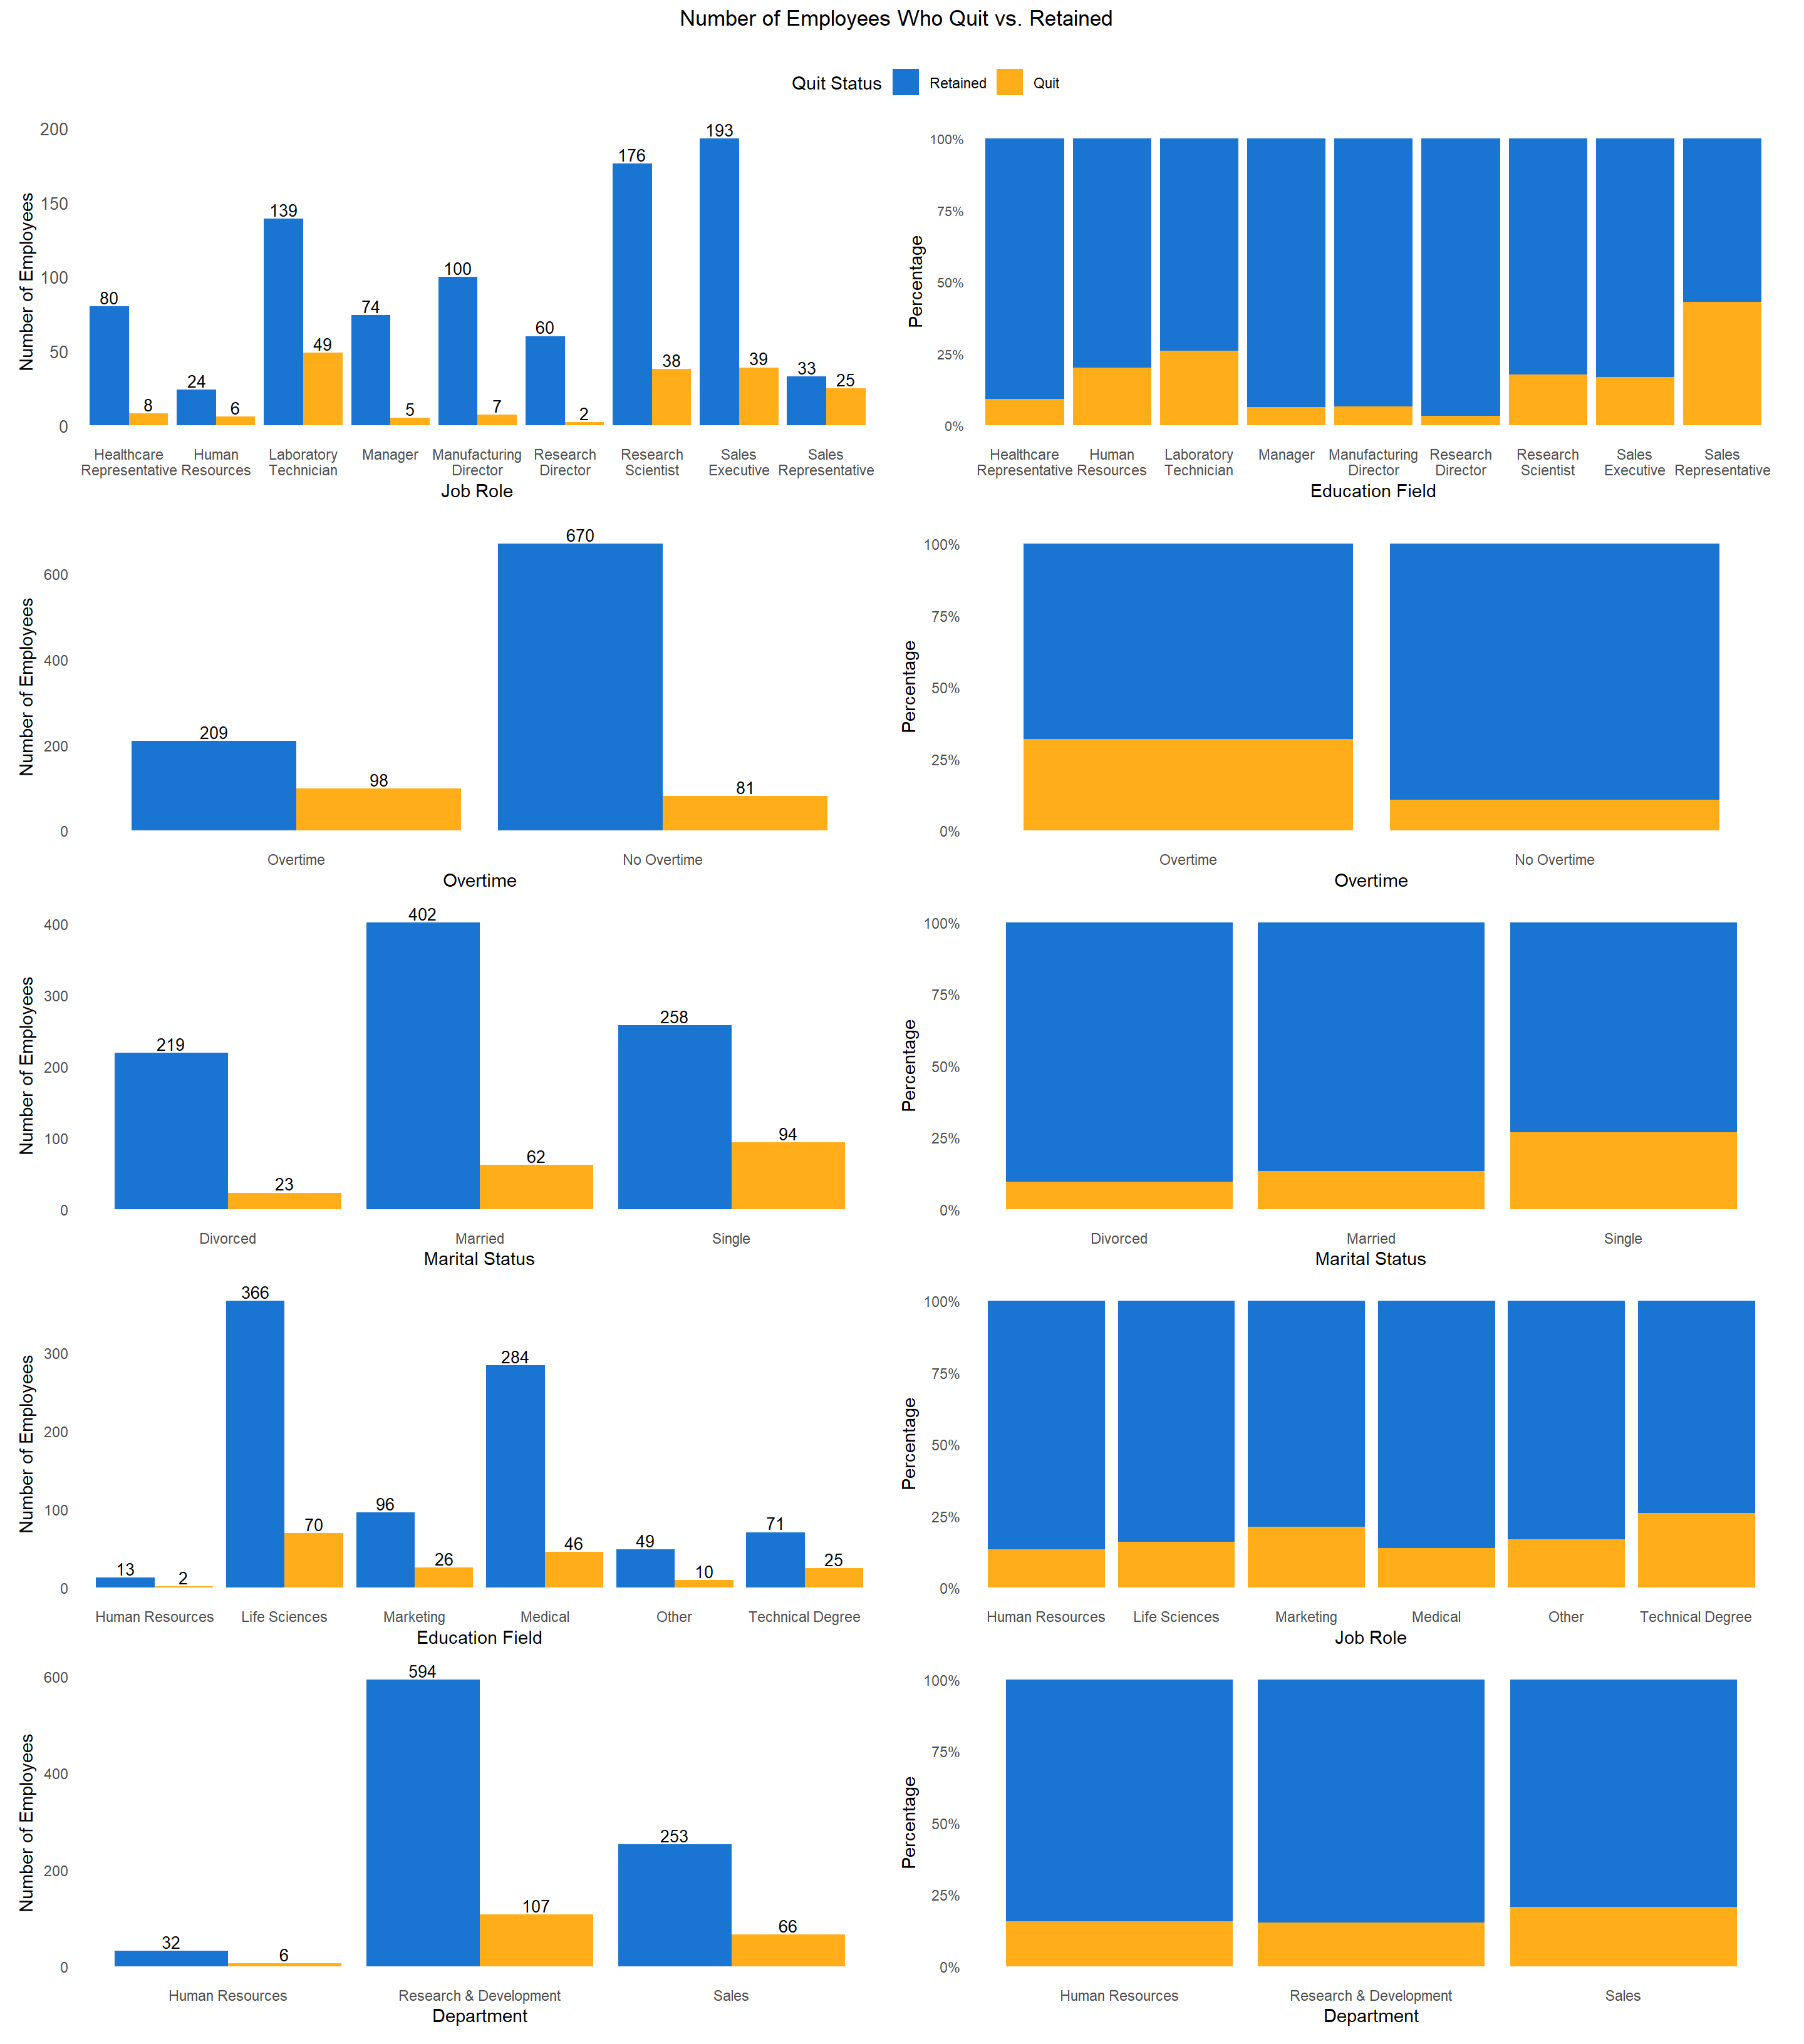 Number of Employees Who Quit vs. Retained
Quit Status Retained Quit
Number of Employees
200
150
100
50
0
80 8 24 6 139 49 74 5 100 7 60 2 176 38 193 39 33 25
Healthcare Human Laboratory Manager Manufacturing Research Research Sales Sales
Representative Resources Technician Director Director Scientist Executive Representative
Job Role
Percentage
100%
75%
50%
25%
0%
Healthcare Human Laboratory Manager Manufacturing Research Research Sales Sales
Representative Resources Technician Director Director Scientist Executive Representative
Education Field
Number of Employees
600
400
200
0
209 98 670 81
Overtime No Overtime
Overtime
Percentage
100%
75%
50%
25%
0%
Overtime No Overtime
Overtime
Number of Employees
400
300
200
100
0
219 23 402 62 258 94
Divorced Married Single
Marital Status
Percentage
100%
75%
50%
25%
0%
Divorced Married Single
Marital Status
Number of Employees
300
200
100
0
13 2 366 70 96 26 284 46 49 10 71 25
Human Resources Life Sciences Marketing Medical Other Technical Degree
Education Field
Percentage
100%
75%
50%
25%
0%
Human Resources Life Sciences Marketing Medical Other Technical Degree
Job Role
Number of Employees
600
400
200
0
32 6 594 107 253 66
Human Resources Research & Development Sales
Department
Percentage
100%
75%
50%
25%
0%
Human Resources Research & Development Sales
Department